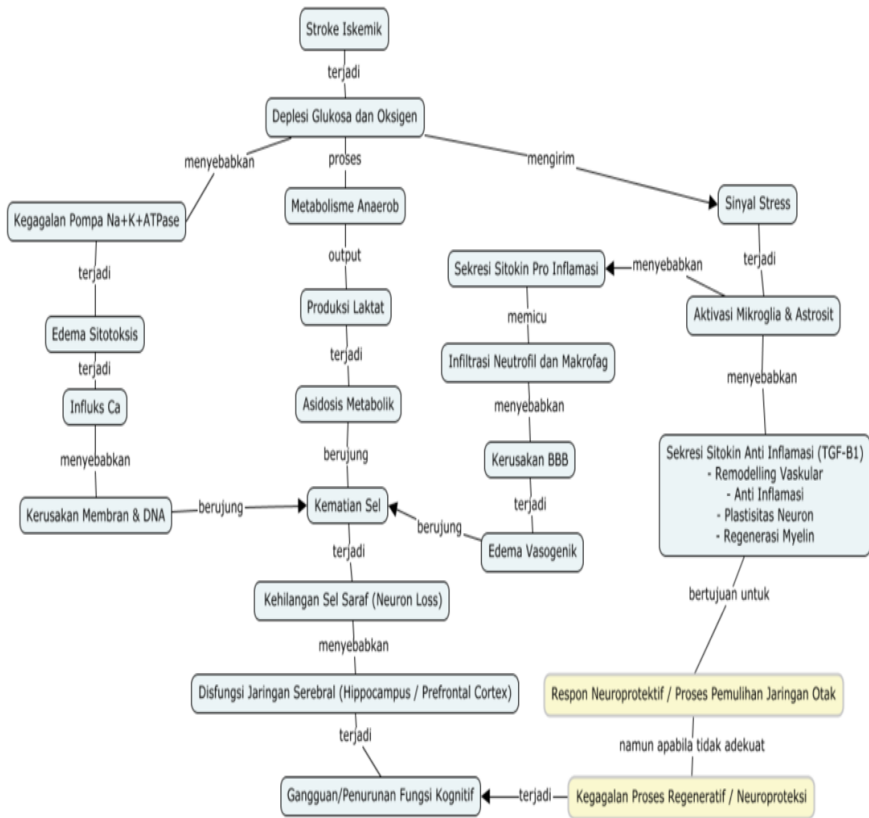 Stroke Iskemik
terjadi
Deplesi Glukosa dan Oksigen
menyebabkan
proses
mengirim
Kegagalan Pompa Na+K+ATPase
Metabolisme Anaerob
Sinyal Stress
terjadi
output
Sekresi Sitokin Pro Inflamasi
menyebabkan
terjadi
Edema Sitotoksis
Produksi Laktat
memicu
Aktivasi Mikroglia & Astrosit
terjadi
terjadi
Infiltrasi Neutrofil dan Makrofag
menyebabkan
Influks Ca
Asidosis Metabolik
menyebabkan
menyebabkan
berujung
Kerusakan BBB
Sekresi Sitokin Anti Inflamasi (TGF-B1)
- Remodelling Vaskular
- Anti Inflamasi
- Plastisitas Neuron
- Regenerasi Myelin
Kerusakan Membran & DNA
berujung
Kematian Sel
terjadi
berujung
Edema Vasogenik
terjadi
bertujuan untuk
Kehilangan Sel Saraf (Neuron Loss)
menyebabkan
Disfungsi Jaringan Serebral (Hippocampus / Prefrontal Cortex)
Respon Neuroprotektif / Proses Pemulihan Jaringan Otak
terjadi
namun apabila tidak adekuat
Gangguan/Penurunan Fungsi Kognitif
terjadi
Kegagalan Proses Regeneratif / Neuroproteksi